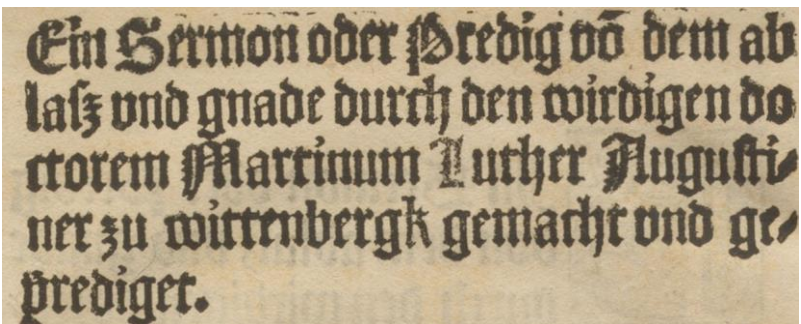 Ein Sermon oder Predig võ dem ab
laſz vnd gnade durch den wirdigen do
ctorem Martinum Luther Auguſti⸗
ner zu wittenbergk gemacht vnd ge⸗
prediget.